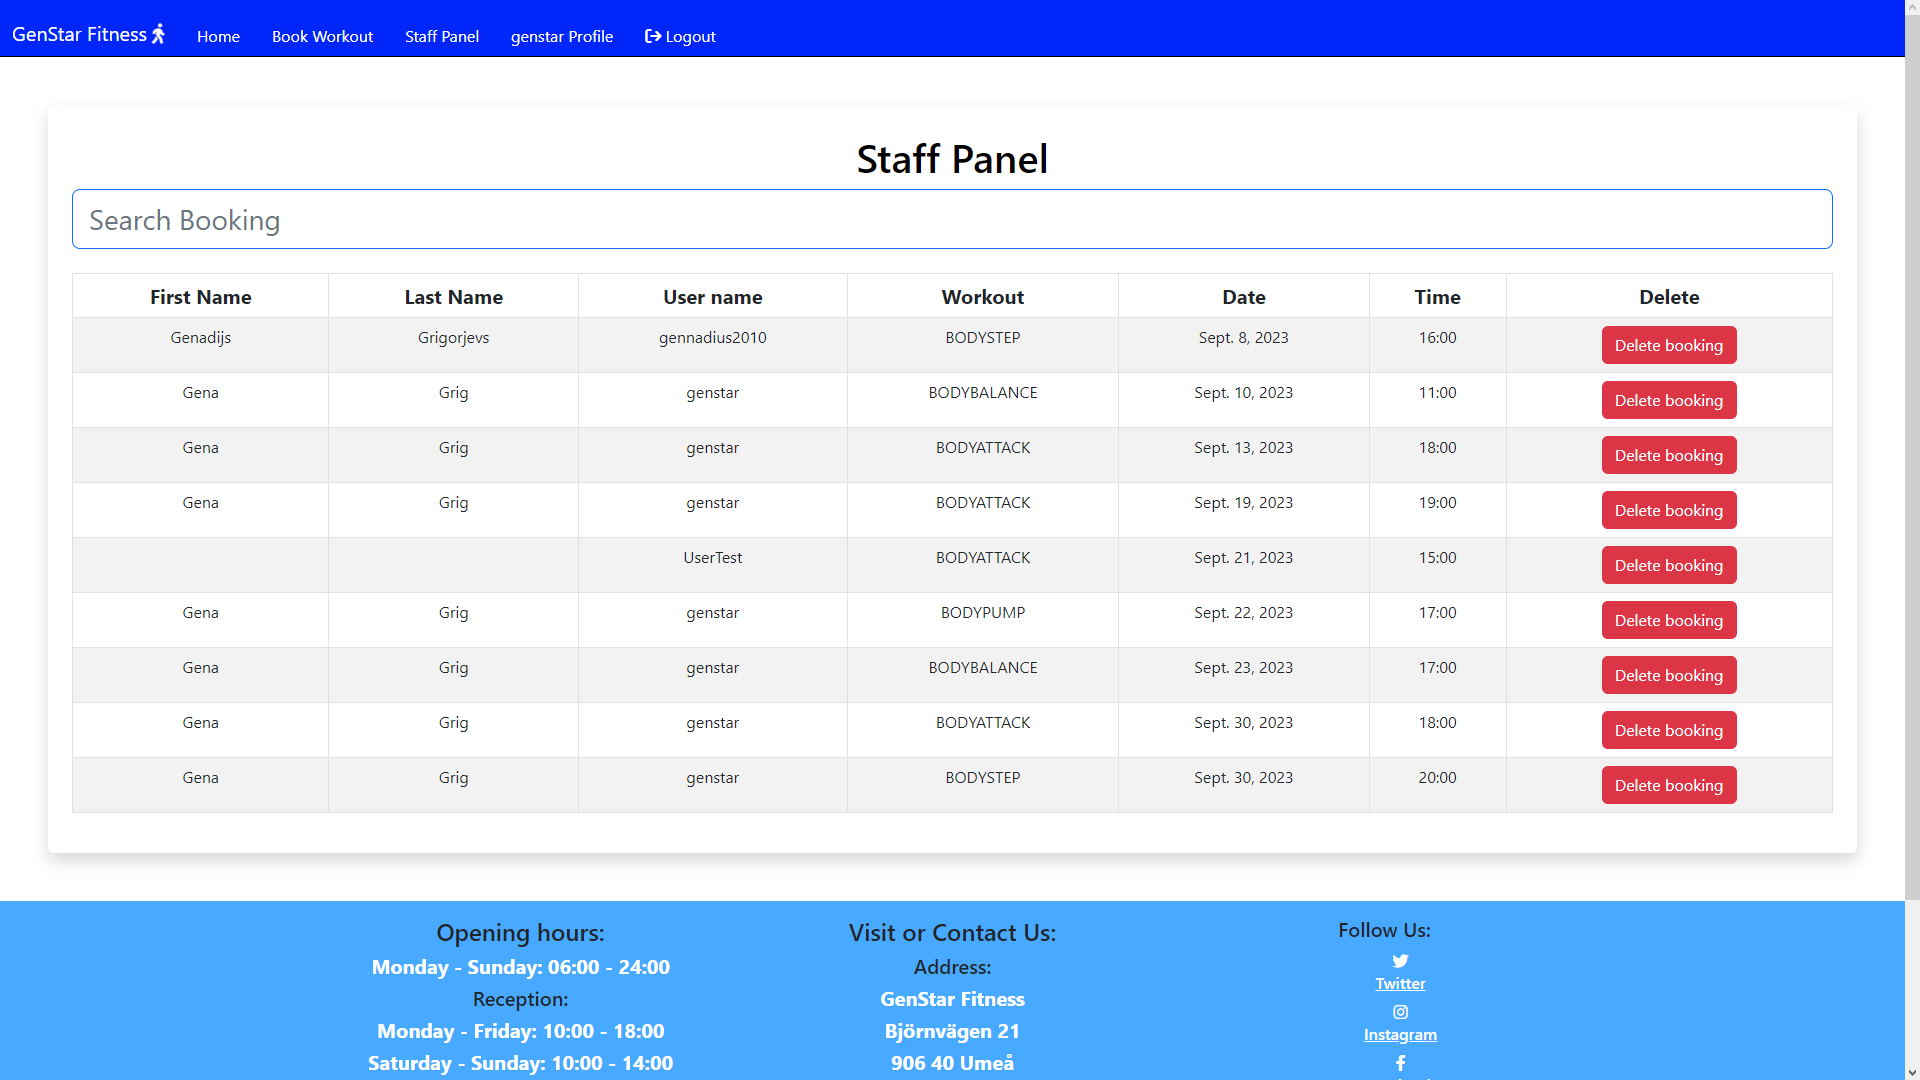 GenStar Fitness Home Book Workout Staff Panel genstar Profile Logout
Staff Panel
Search Booking
First Name Last Name User name Workout Date Time Delete
Genadijs Grigorjevs gennadius2010 BODYSTEP Sept. 8, 2023 16:00 Delete booking
Gena Grig genstar BODYBALANCE Sept. 10, 2023 11:00 Delete booking
Gena Grig genstar BODYATTACK Sept. 13, 2023 18:00 Delete booking
Gena Grig genstar BODYATTACK Sept. 19, 2023 19:00 Delete booking
UserTest BODYATTACK Sept. 21, 2023 15:00 Delete booking
Gena Grig genstar BODYPUMP Sept. 22, 2023 17:00 Delete booking
Gena Grig genstar BODYBALANCE Sept. 23, 2023 17:00 Delete booking
Gena Grig genstar BODYATTACK Sept. 30, 2023 18:00 Delete booking
Gena Grig genstar BODYSTEP Sept. 30, 2023 20:00 Delete booking
Opening hours:
Monday - Sunday: 06:00 - 24:00
Reception:
Monday - Friday: 10:00 - 18:00
Saturday - Sunday: 10:00 - 14:00
Visit or Contact Us:
Address:
GenStar Fitness
Björnvägen 21
906 40 Umeå
Follow Us:
Twitter
Instagram